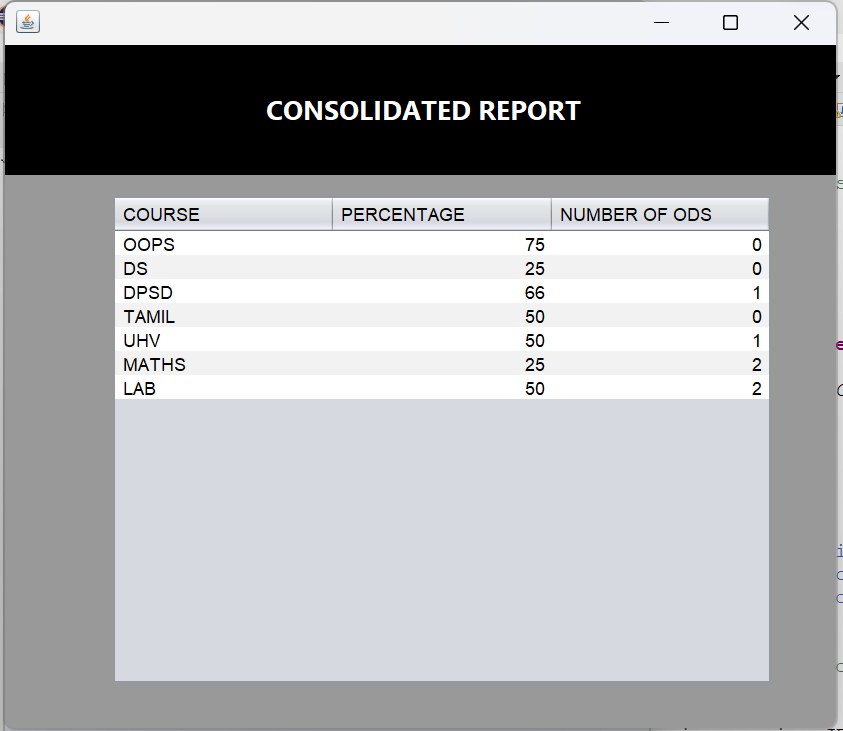 CONSOLIDATED REPORT
COURSE PERCENTAGE NUMBER OF ODS
OOPS 75 0
DS 25 0
DPSD 66 1
TAMIL 50 0
UHV 50 1
MATHS 25 2
LAB 50 2